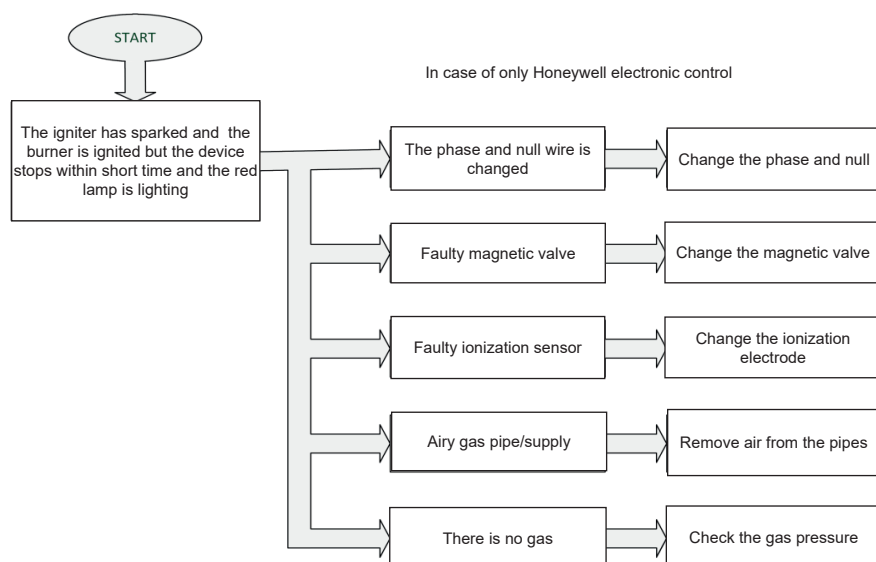 START
In case of only Honeywell electronic control
The igniter has sparked and the
burner is ignited but the device
stops within short time and the red
lamp is lighting
The phase and null wire is
changed
Change the phase and null
Faulty magnetic valve
Change the magnetic valve
Faulty ionization sensor
Change the ionization
electrode
Airy gas pipe/supply
Remove air from the pipes
There is no gas
Check the gas pressure